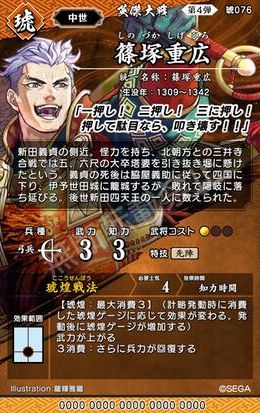 琥
中世
英傑大戦
第4弾
琥076
しの づか しげ ひろ
篠塚重広
統一名称:篠塚重広
生没年:1309~1342
「一押し! 二押し! 三に押し!
押して駄目なら、叩き壊す!!!」
新田義貞の側近。怪力を持ち、北朝方との三井寺
合戦では五、六尺の大卒塔婆を引き抜き堀に懸け
たという。義貞の死後は脇屋義助に従って四国に
下り、伊予世田城に籠城するが、敗れて隠岐に落
ち延びる。後世新田四天王の一人に数えられた。
兵種
弓兵
武力
3
知力
3
武将コスト
特技
先陣
ここうせんぽう
琥煌戦法
必要士気
4
効果時間
知力時間
効果範囲
【琥煌:最大消費3】(計略発動時に消費
した琥煌ゲージに応じて効果が変わる。発
動後に琥煌ゲージが増加する)
武力が上がる
3消費:さらに兵力が回復する
©SEGA
0000 0000 0000 0000 0000